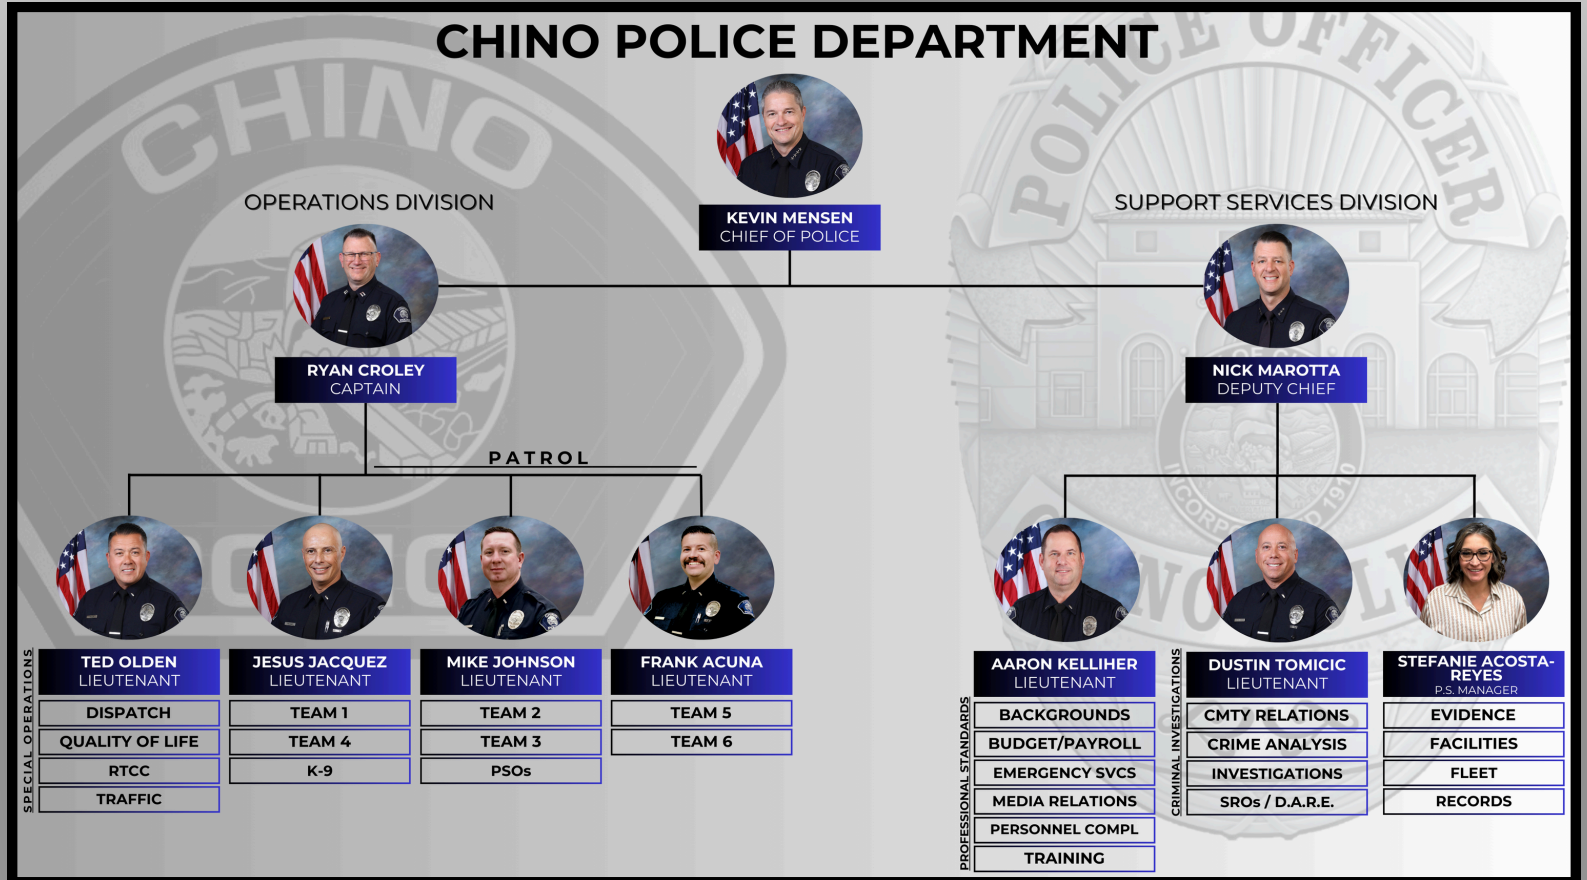 CHINO POLICE DEPARTMENT
KEVIN MENSEN
CHIEF OF POLICE
OPERATIONS DIVISION
RYAN CROLEY
CAPTAIN
SUPPORT SERVICES DIVISION
NICK MAROTTA
DEPUTY CHIEF
PATROL
SPECIAL OPERATIONS
TED OLDEN
LIEUTENANT
DISPATCH
QUALITY OF LIFE
RTCC
TRAFFIC
JESUS JACQUEZ
LIEUTENANT
TEAM 1
TEAM 4
K-9
MIKE JOHNSON
LIEUTENANT
TEAM 2
TEAM 3
PSOs
FRANK ACUNA
LIEUTENANT
TEAM 5
TEAM 6
PROFESSIONAL STANDARDS
AARON KELLIHER
LIEUTENANT
BACKGROUNDS
BUDGET/PAYROLL
EMERGENCY SVCS
MEDIA RELATIONS
PERSONNEL COMPL
TRAINING
CRIMINAL INVESTIGATIONS
DUSTIN TOMICIC
LIEUTENANT
CMTY RELATIONS
CRIME ANALYSIS
INVESTIGATIONS
SROs / D.A.R.E.
STEFANIE ACOSTA-
REYES
P.S. MANAGER
EVIDENCE
FACILITIES
FLEET
RECORDS
CHINO
POLICE OFFICER